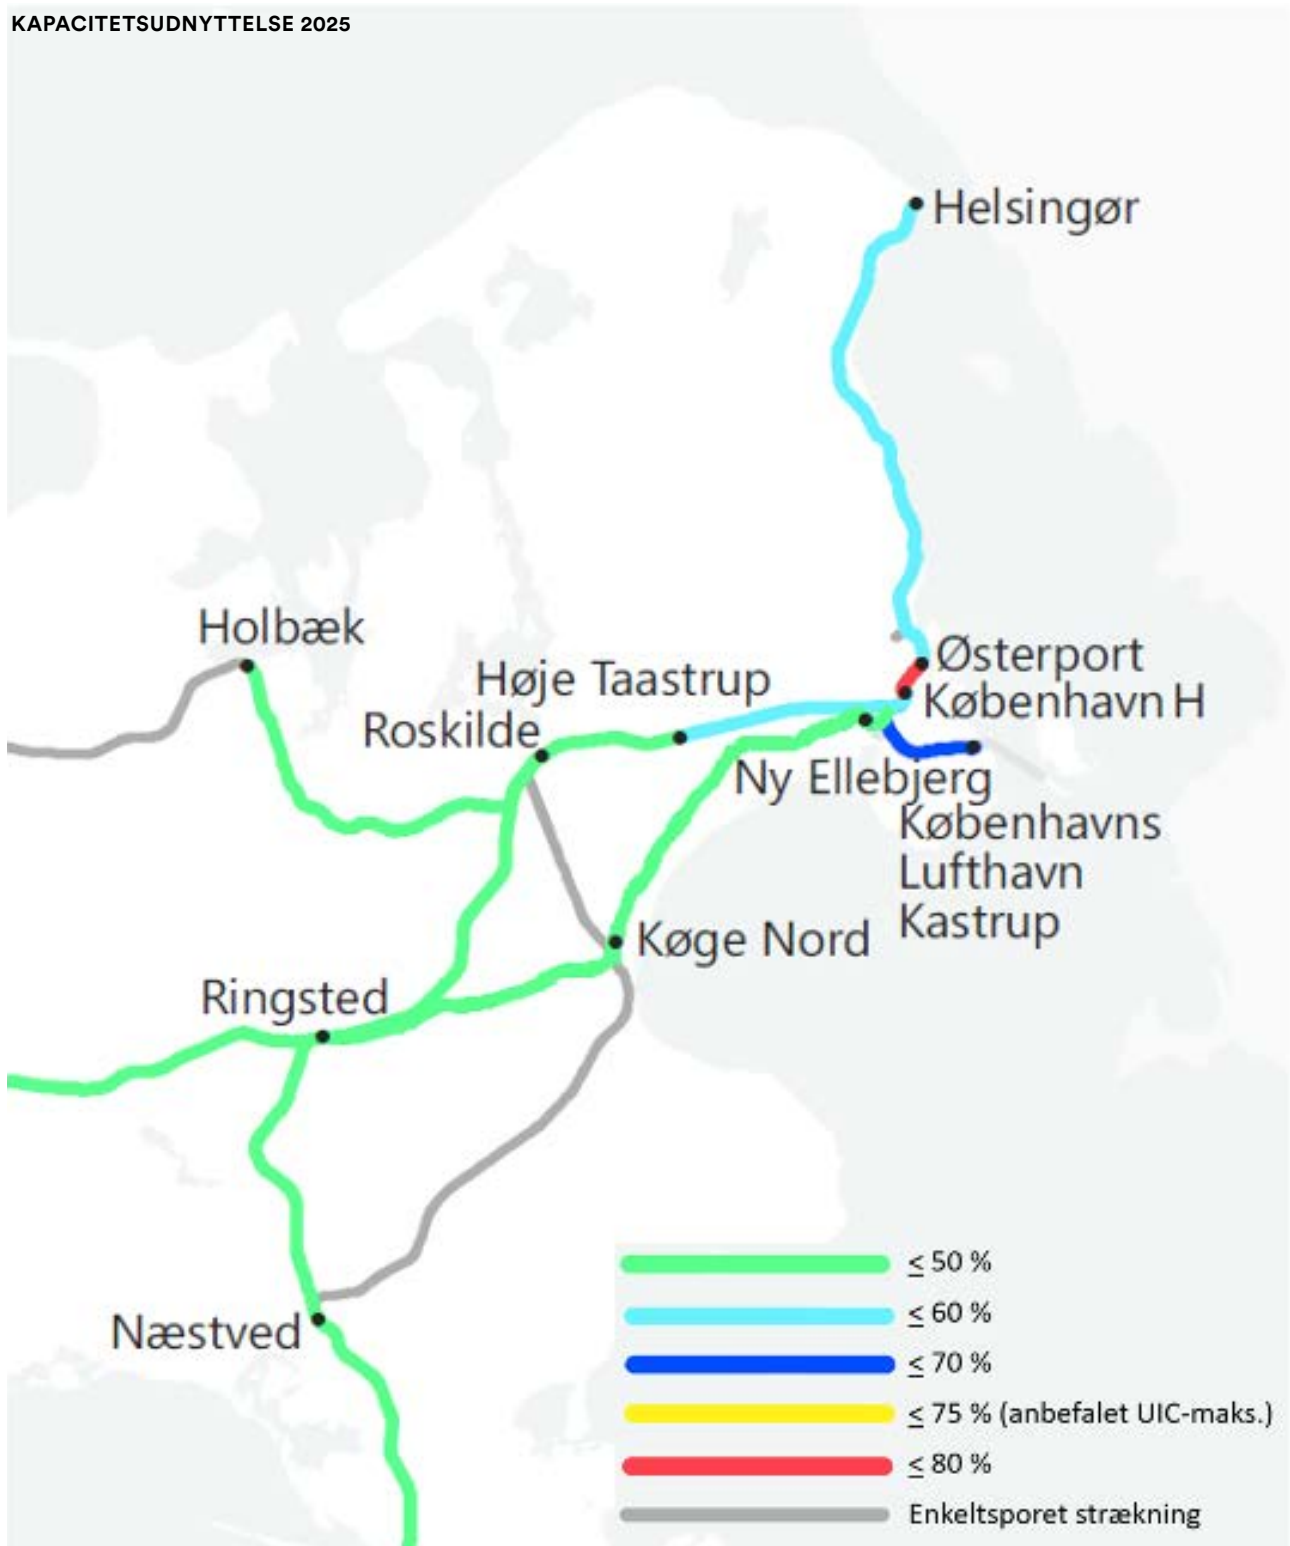 KAPACITETSUDNYTTELSE 2025
Helsingør
Holbæk
Østerport
Høje Taastrup
København H
Roskilde
Ny Ellebjerg
Københavns
Lufthavn
Kastrup
Køge Nord
Ringsted
Næstved
≤ 50 %
≤ 60 %
≤ 70 %
≤ 75 % (anbefalet UIC-maks.)
≤ 80 %
Enkeltsporet strækning